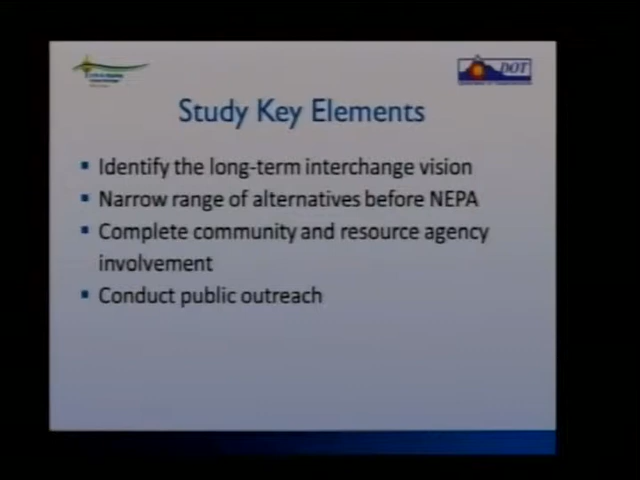 DOT
Study Key Elements
Identify the long-term interchange vision
Narrow range of alternatives before NEPA
Complete community and resource agency
involvement
Conduct public outreach